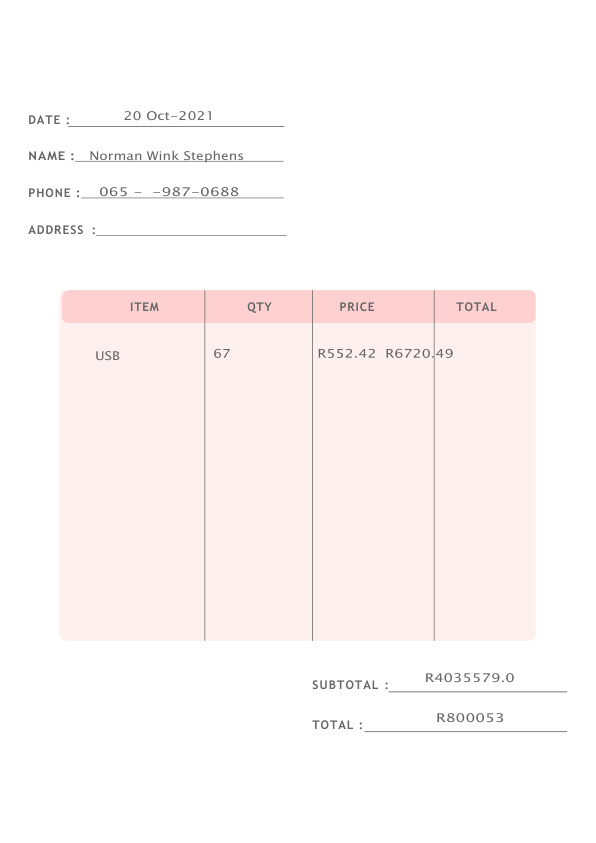 DATE : 20 Oct-2021
NAME : Norman Wink Stephens
PHONE : 065 - -987-0688
ADDRESS :
ITEM QTY PRICE TOTAL
USB 67 R552.42 R6720.49
SUBTOTAL : R4035579.0
TOTAL : R800053